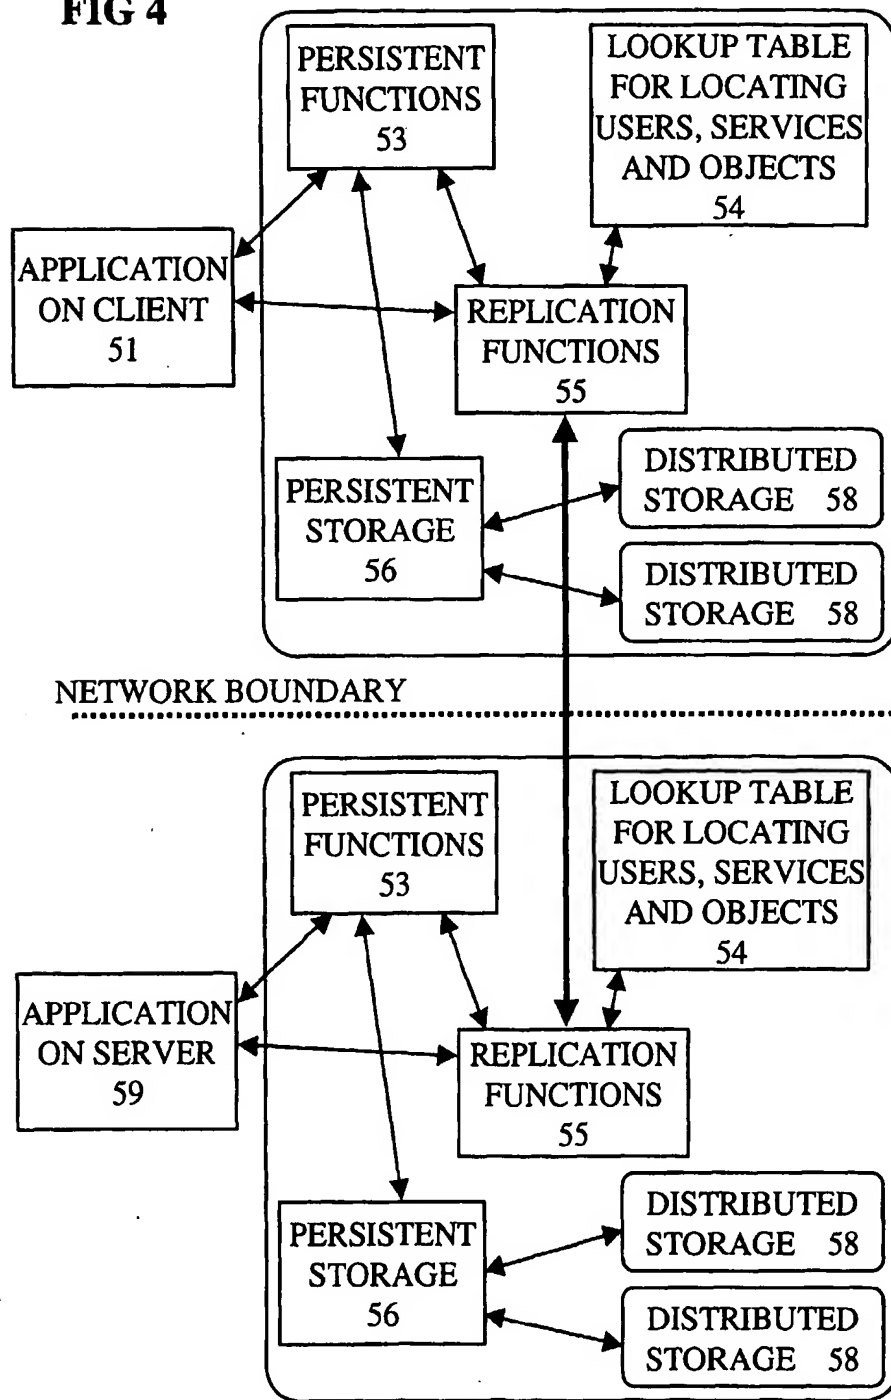 FIG 4
PERSISTENT
FUNCTIONS
53
LOOKUP TABLE
FOR LOCATING
USERS, SERVICES
AND OBJECTS
54
APPLICATION
ON CLIENT
51
REPLICATION
FUNCTIONS
55
PERSISTENT
STORAGE
56
DISTRIBUTED
STORAGE 58
DISTRIBUTED
STORAGE 58
NETWORK BOUNDARY
PERSISTENT
FUNCTIONS
53
LOOKUP TABLE
FOR LOCATING
USERS, SERVICES
AND OBJECTS
54
APPLICATION
ON SERVER
59
REPLICATION
FUNCTIONS
55
PERSISTENT
STORAGE
56
DISTRIBUTED
STORAGE 58
DISTRIBUTED
STORAGE 58